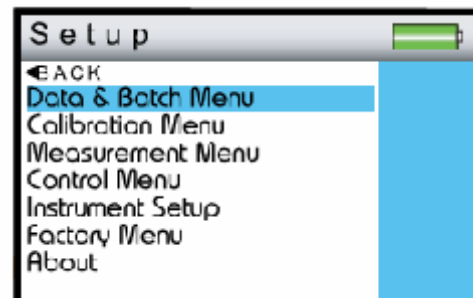 Setup
◀BACK
Data & Batch Menu
Calibration Menu
Measurement Menu
Control Menu
Instrument Setup
Factory Menu
About